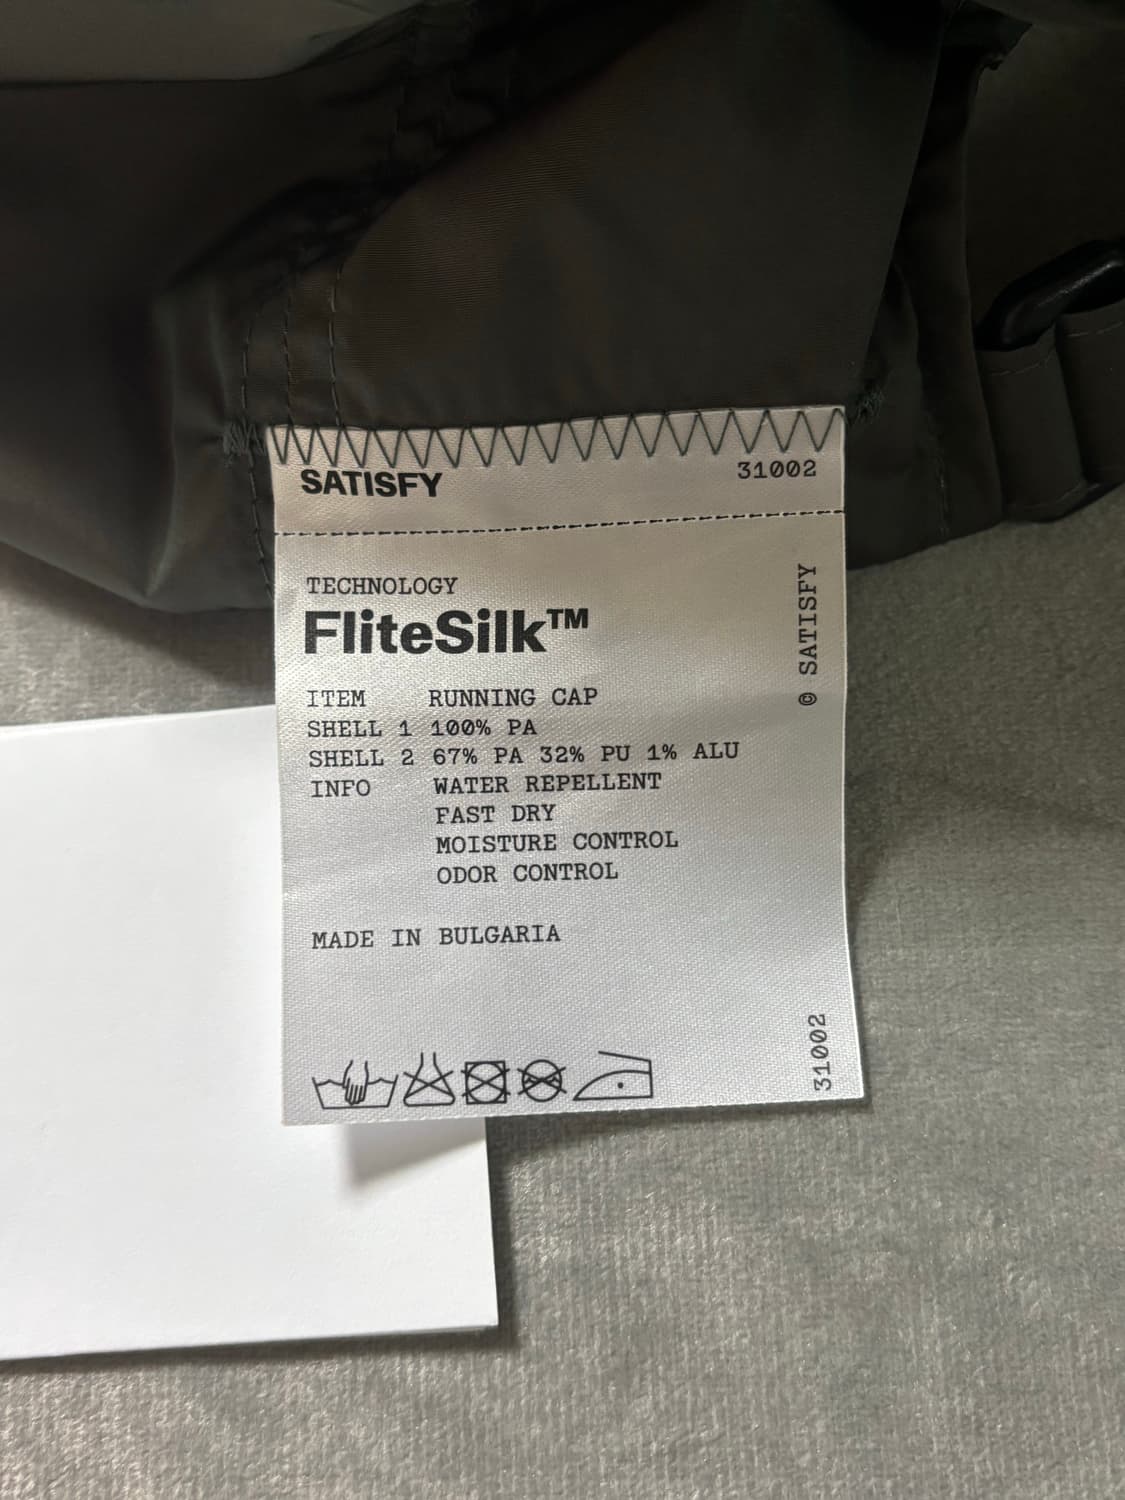 SATISFY 31002
TECHNOLOGY
FliteSilk™
ITEM RUNNING CAP
SHELL 1 100% PA
SHELL 2 67% PA 32% PU 1% ALU
INFO WATER REPELLENT
FAST DRY
MOISTURE CONTROL
ODOR CONTROL
MADE IN BULGARIA
© SATISFY
31002